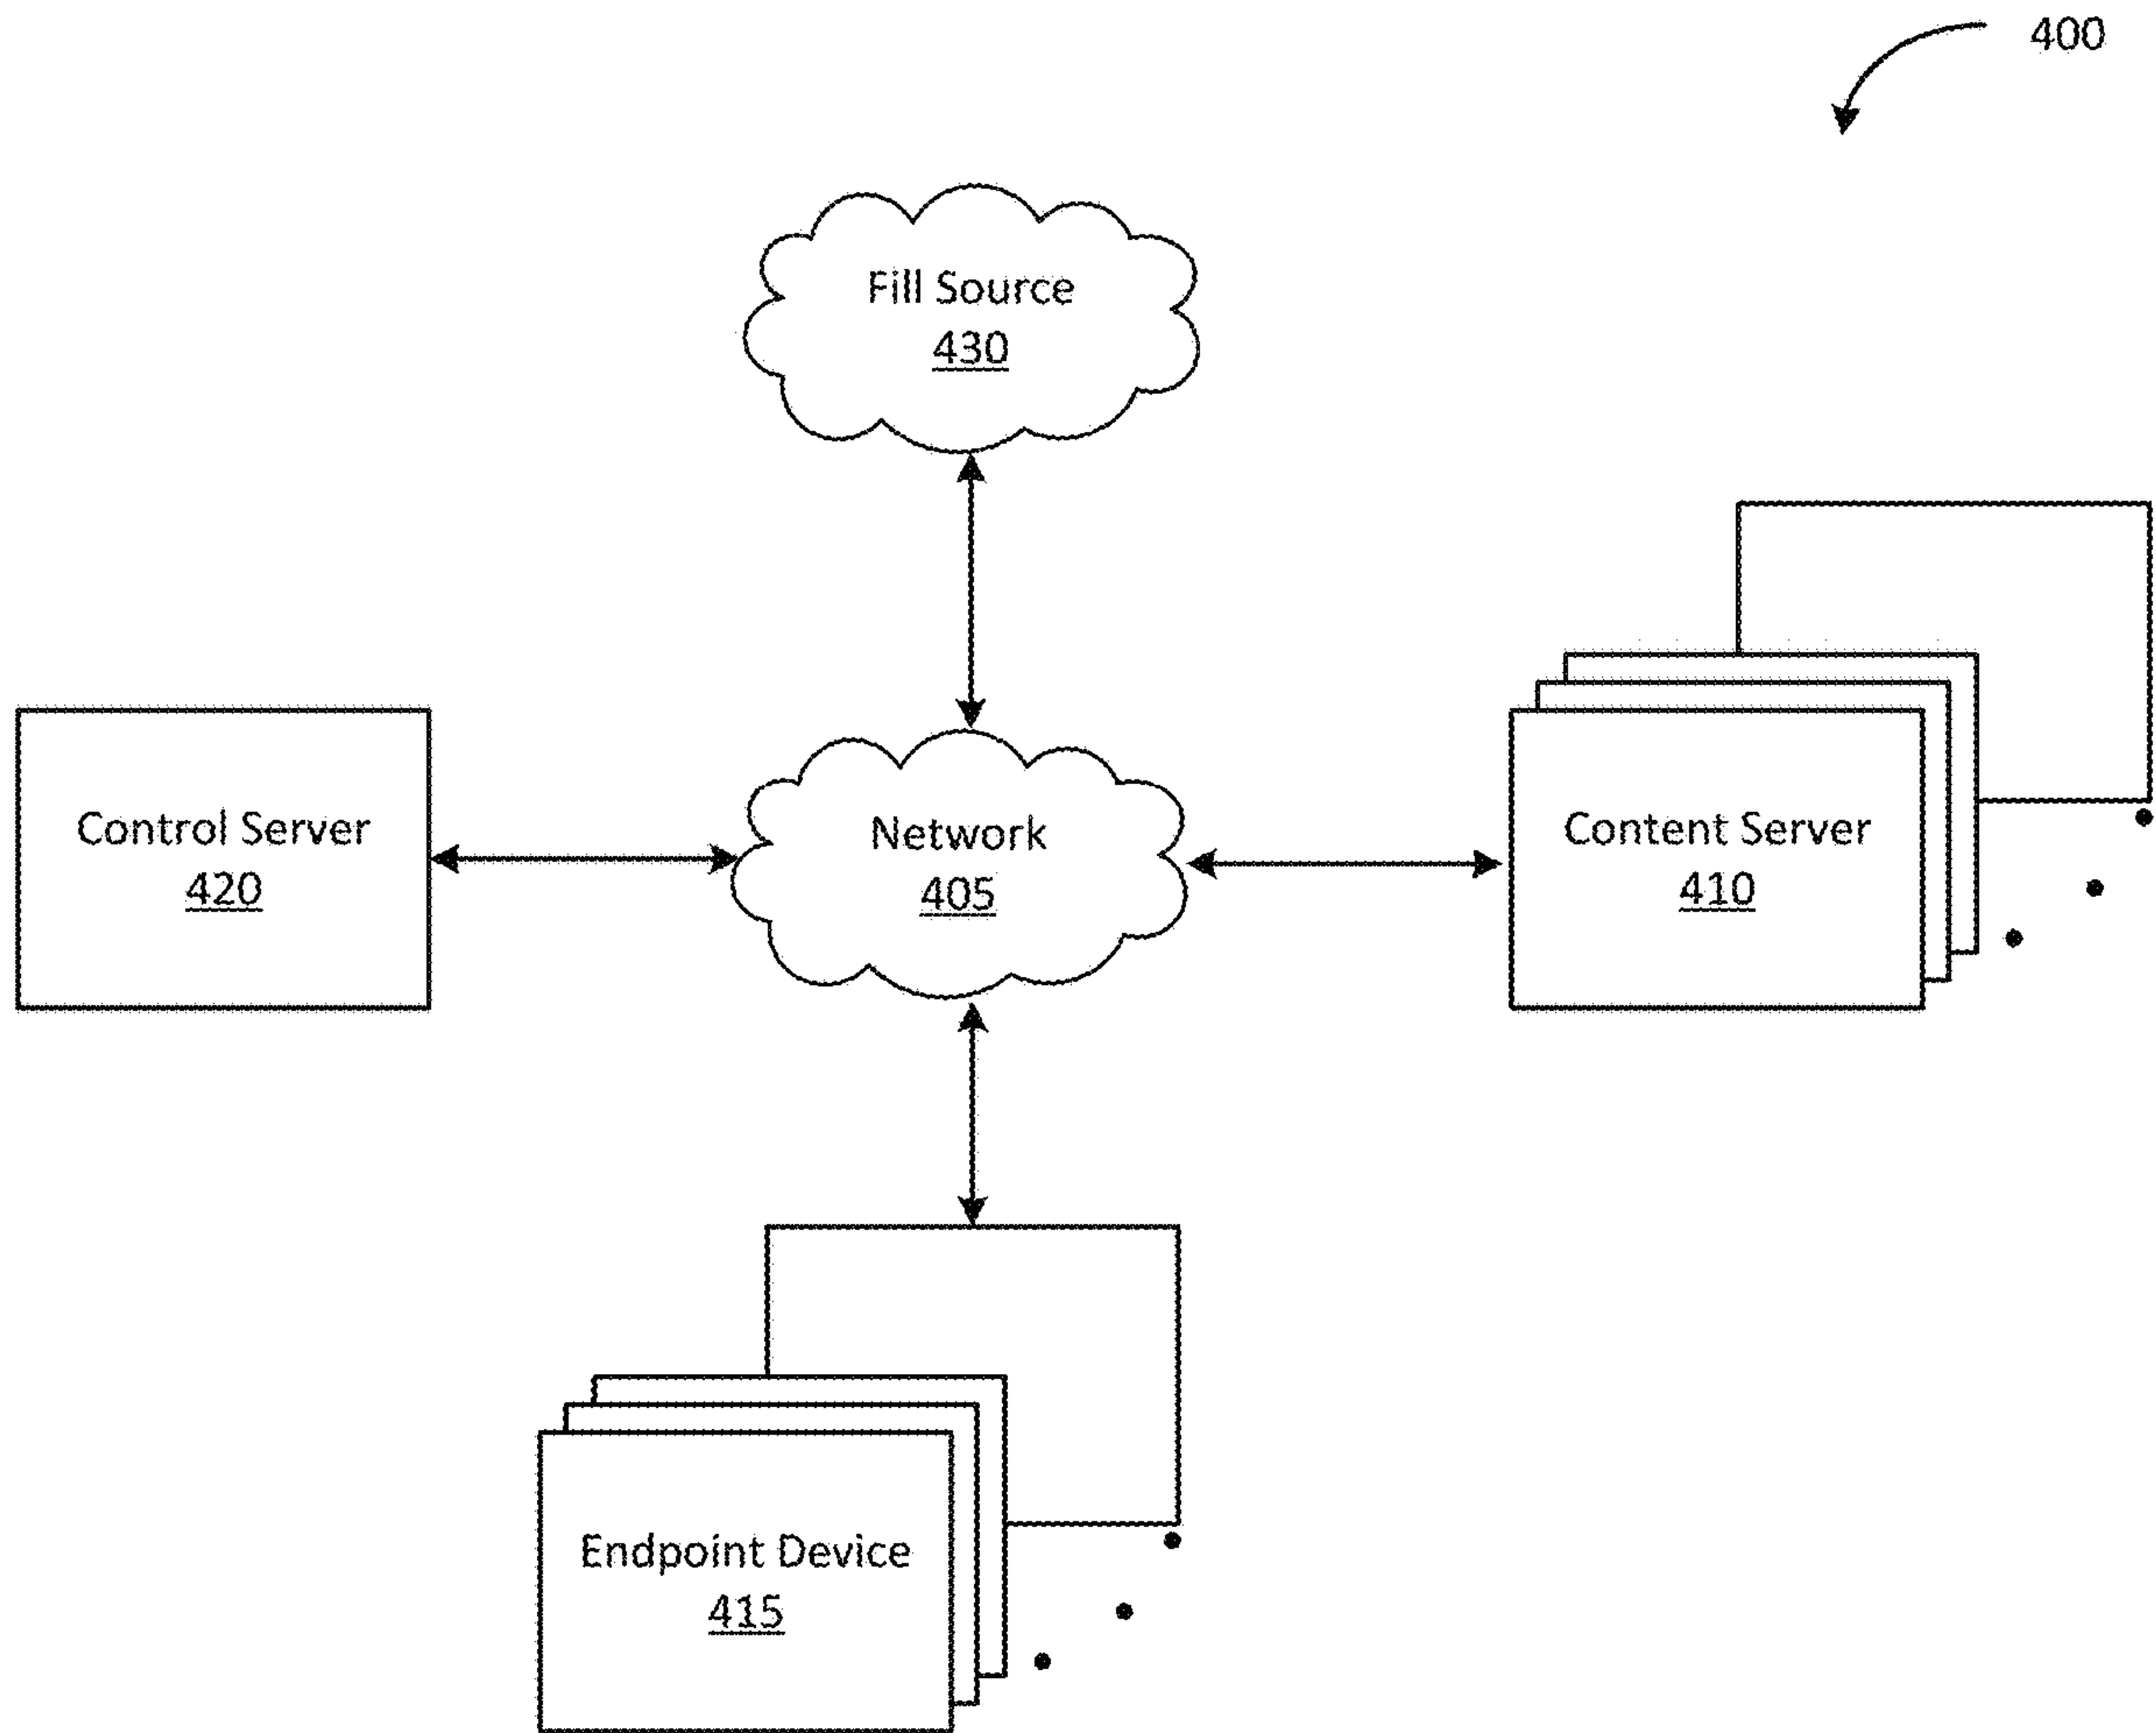 400
Fill Source
430
Control Server
420
Network
405
Content Server
410
Endpoint Device
415